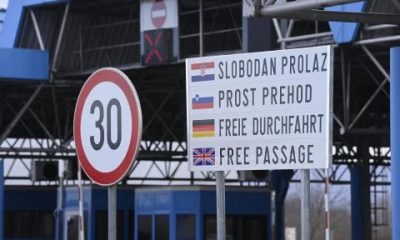 30
SLOBODAN PROLAZ
PROST PREHOD
FREIE DURCHFAHRT
FREE PASSAGE